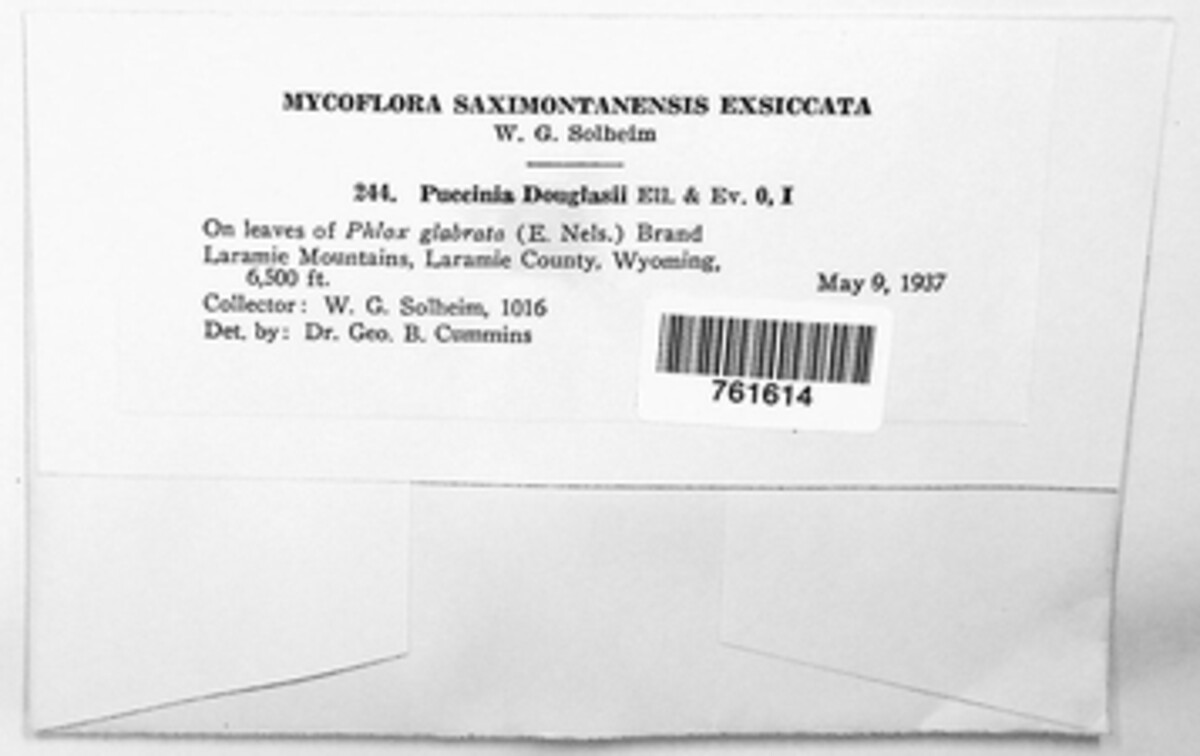 MYCOFLORA SAXIMONTANENSIS EXSICCATA
W. G. Solheim
244. Puccinia Douglasii Ell. & Ev. 0, I
On leaves of Phlox glabrata (E. Nels.) Brand
Laramie Mountains, Laramie County, Wyoming,
6,500 ft. May 9, 1937
Collector: W. G. Solheim, 1016
Det. by: Dr. Geo. B. Cummins
761614